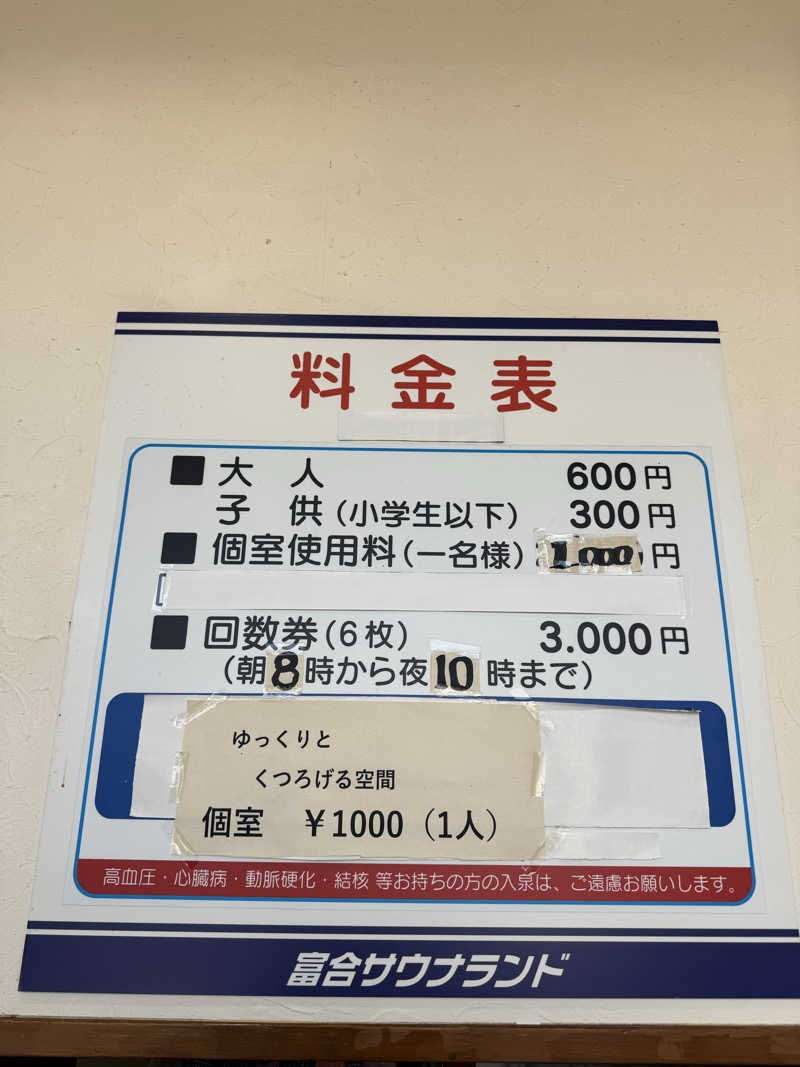 料金表
■大 人 600円
子 供(小学生以下) 300円
■個室使用料(一名様) 1.000円
■回数券(6枚) 3.000円
(朝8時から夜10時まで)
ゆっくりと
くつろげる空間
個室 ¥1000(1人)
高血圧・心臓病・動脈硬化・結核 等お持ちの方の入泉は、ご遠慮お願いします。
富合サウナランド